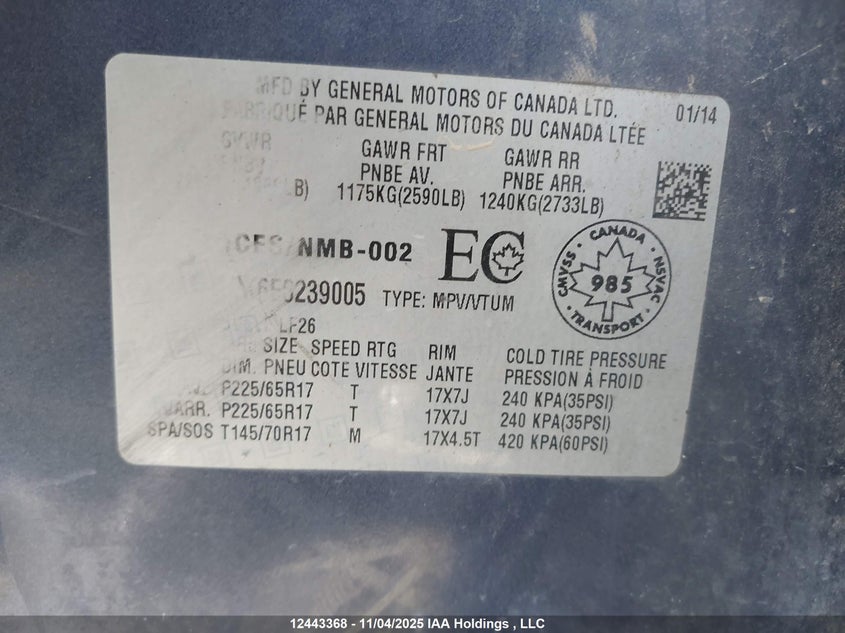 MFD BY GENERAL MOTORS OF CANADA LTD. 01/14
FABRIQUÉ PAR GENERAL MOTORS DU CANADA LTÉE
GVWR GAWR FRT GAWR RR
PNBE AV. PNBE ARR.
LB) 1175KG(2590LB) 1240KG(2733LB)
NMB-002 EC
CANADA
CMVSS 985 NSVAC
TRANSPORT
239005 TYPE: MPV/VTUM
LF26
SIZE SPEED RTG RIM COLD TIRE PRESSURE
DIM. PNEU COTE VITESSE JANTE PRESSION À FROID
P225/65R17 T 17X7J 240 KPA(35PSI)
ARR. P225/65R17 T 17X7J 240 KPA(35PSI)
SPA/SOS T145/70R17 M 17X4.5T 420 KPA(60PSI)
12443368 - 11/04/2025 IAA Holdings , LLC